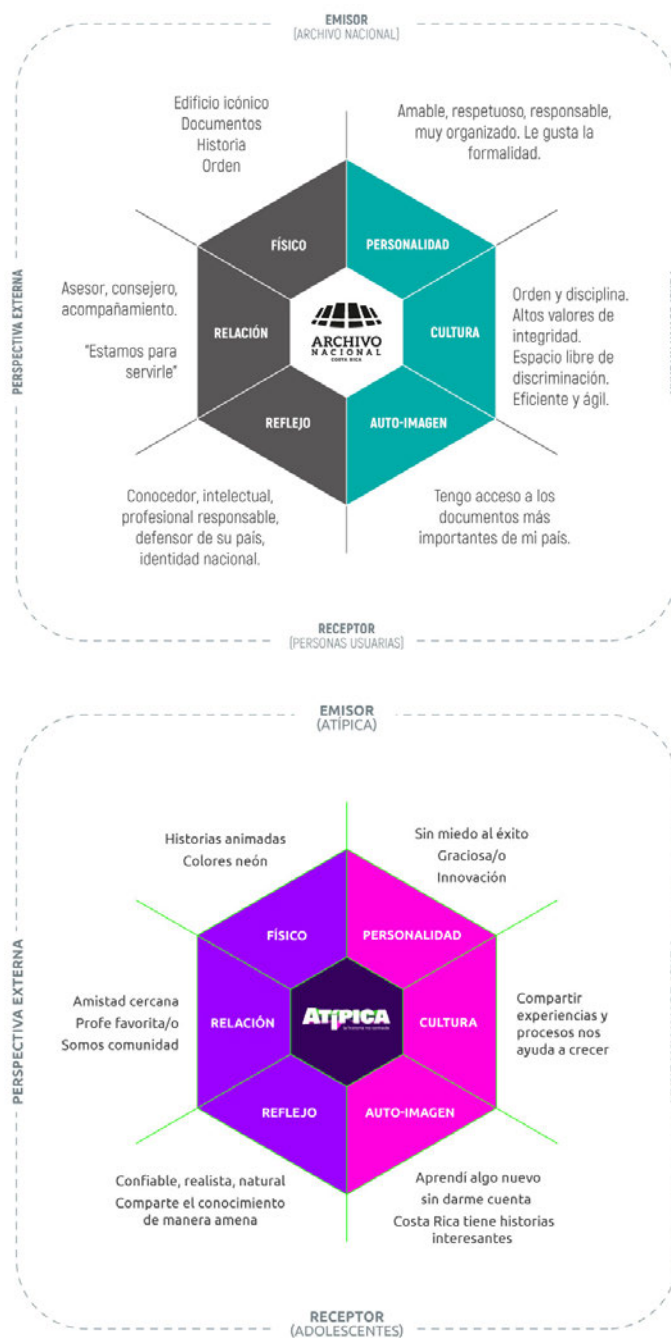 EMISOR
(ARCHIVO NACIONAL)
Edificio icónico
Documentos
Historia
Orden
Amable, respetuoso, responsable,
muy organizado. Le gusta la
formalidad.
FÍSICO
PERSONALIDAD
PERSPECTIVA EXTERNA
Asesor, consejero,
acompañamiento.
"Estamos para
servirle"
RELACIÓN
ARCHIVO
NACIONAL
COSTA RICA
CULTURA
Orden y disciplina.
Altos valores de
integridad.
Espacio libre de
discriminación.
Eficiente y ágil.
REFLEJO
AUTO-IMAGEN
Conocedor, intelectual,
profesional responsable,
defensor de su país,
identidad nacional.
Tengo acceso a los
documentos más
importantes de mi país.
RECEPTOR
(PERSONAS USUARIAS)
EMISOR
(ATÍPICA)
Historias animadas
Colores neón
Sin miedo al éxito
Graciosa/o
Innovación
FÍSICO
PERSONALIDAD
PERSPECTIVA EXTERNA
Amistad cercana
Profe favorita/o
Somos comunidad
RELACIÓN
ATÍPICA
CULTURA
Compartir
experiencias y
procesos nos
ayuda a crecer
REFLEJO
AUTO-IMAGEN
Confiable, realista, natural
Comparte el conocimiento
de manera amena
Aprendí algo nuevo
sin darme cuenta
Costa Rica tiene historias
interesantes
RECEPTOR
(ADOLESCENTES)